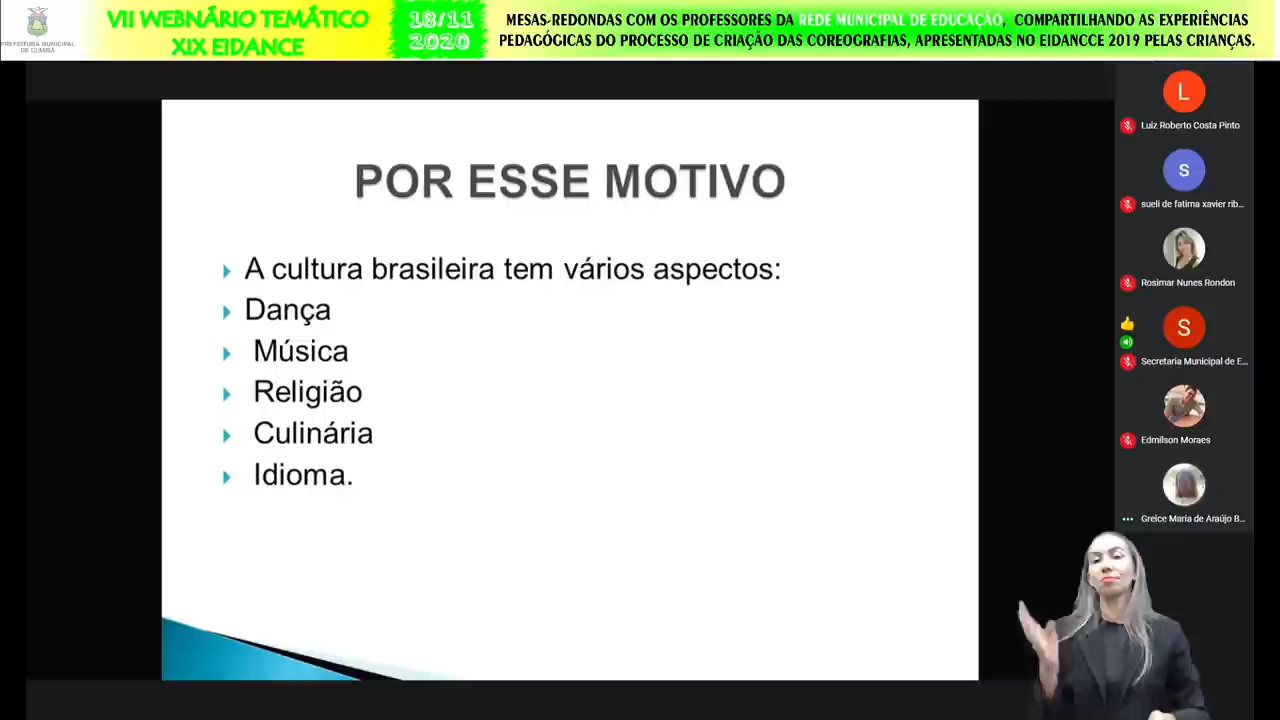 PREFEITURA MUNICIPAL
DE CUIABÁ
VII WEBNÁRIO TEMÁTICO
XIX EIDANCE
18/11
2020
MESAS-REDONDAS COM OS PROFESSORES DA REDE MUNICIPAL DE EDUCAÇÃO, COMPARTILHANDO AS EXPERIÊNCIAS
PEDAGÓGICAS DO PROCESSO DE CRIAÇÃO DAS COREOGRAFIAS, APRESENTADAS NO EIDANCCE 2019 PELAS CRIANÇAS.
POR ESSE MOTIVO
A cultura brasileira tem vários aspectos:
Dança
Música
Religião
Culinária
Idioma.
L
Luiz Roberto Costa Pinto
S
sueli de fatima xavier rib...
Rosimar Nunes Rondon
S
Secretaria Municipal de E...
Edmilson Moraes
Greice Maria de Araújo B...